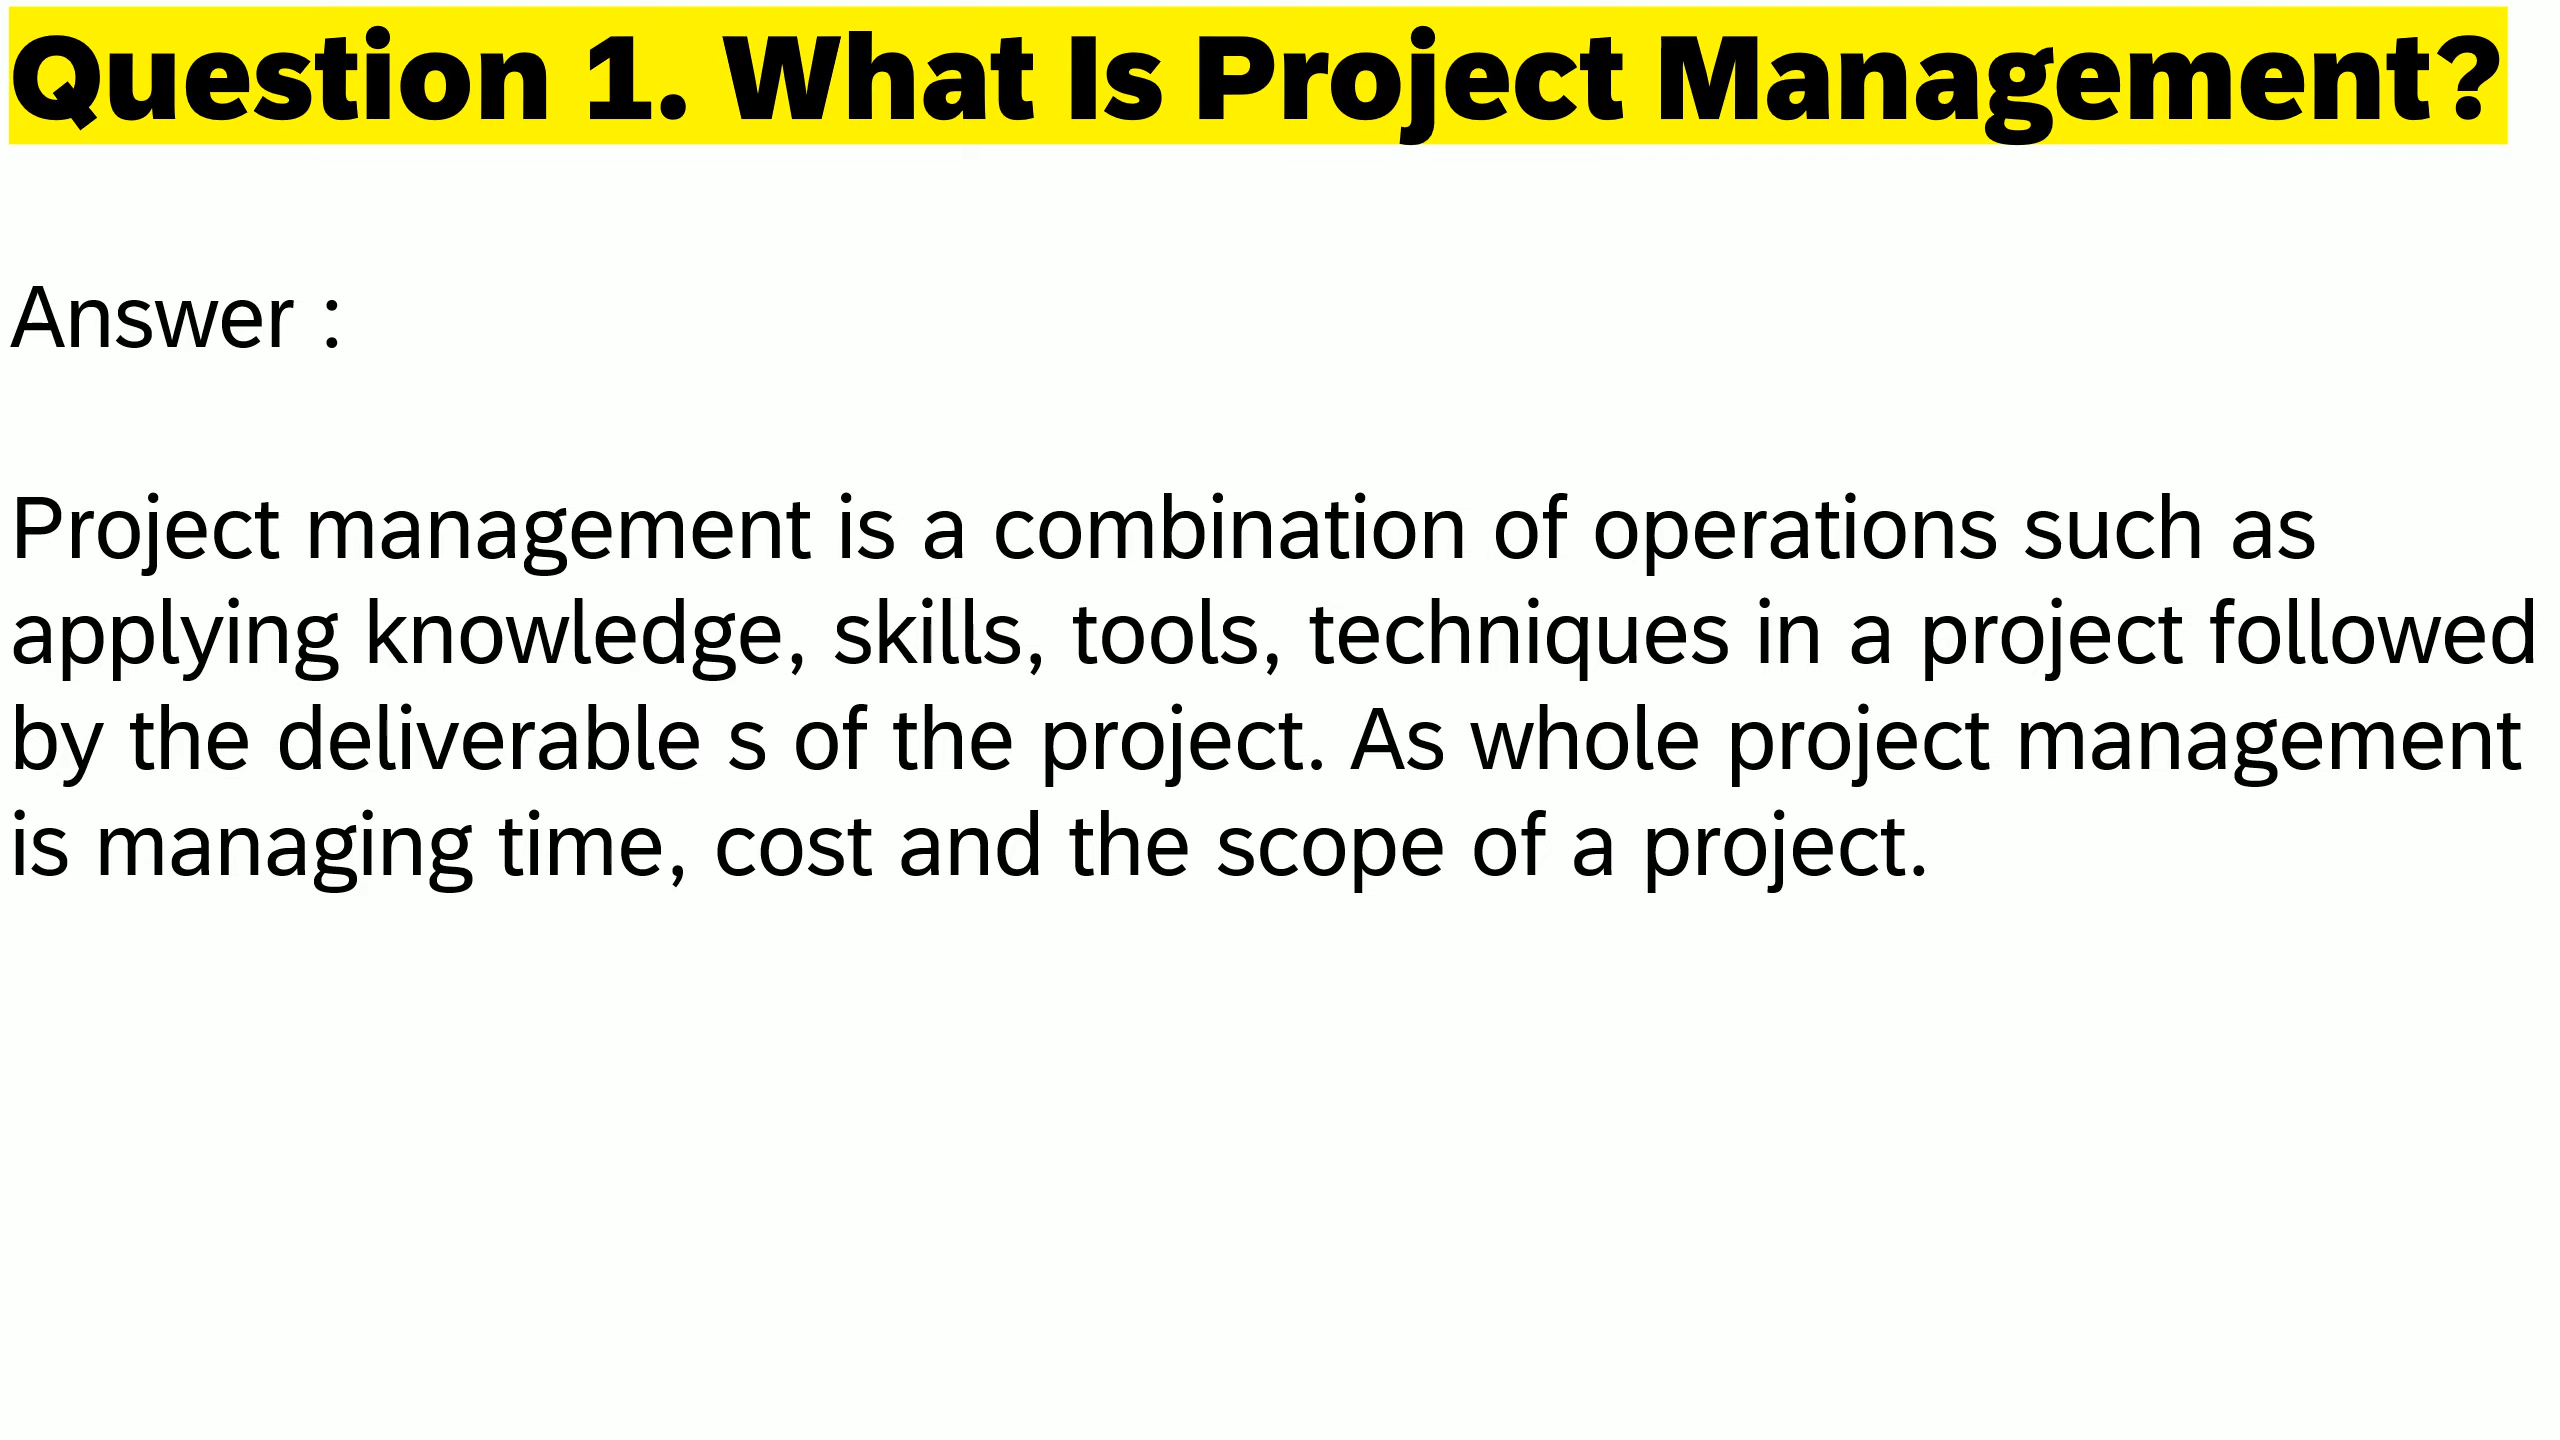 Question 1. What Is Project Management?
Answer :
Project management is a combination of operations such as
applying knowledge, skills, tools, techniques in a project followed
by the deliverable s of the project. As whole project management
is managing time, cost and the scope of a project.